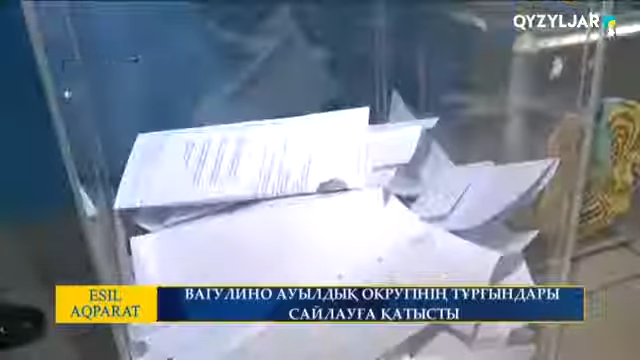 QYZYLJAR
ESIL
AQPARAT
ВАГУЛИНО АУЫЛДЫҚ ОКРУГІНІҢ ТҰРҒЫНДАРЫ
САЙЛАУҒА ҚАТЫСТЫ